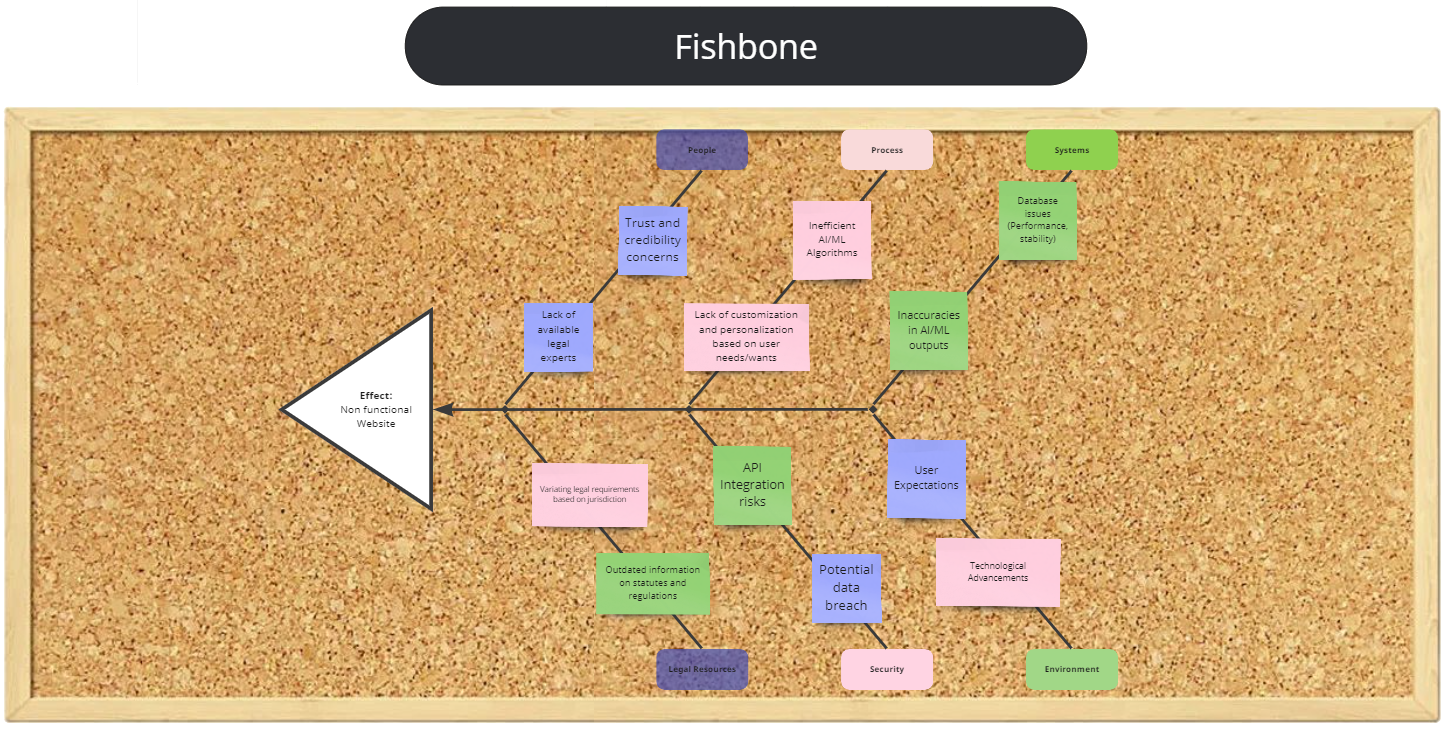 Fishbone
People
Process
Systems
Trust and
credibility
concerns
Inefficient
AI/ML
Algorithms
Database
issues
(Performance,
stability)
Lack of
available
legal
experts
Lack of customization
and personalization
based on user
needs/wants
Inaccuracies
in AI/ML
outputs
Effect:
Non functional
Website
Variating legal requirements
based on jurisdiction
API
Integration
risks
User
Expectations
Outdated information
on statutes and
regulations
Potential
data
breach
Technological
Advancements
Legal Resources
Security
Environment